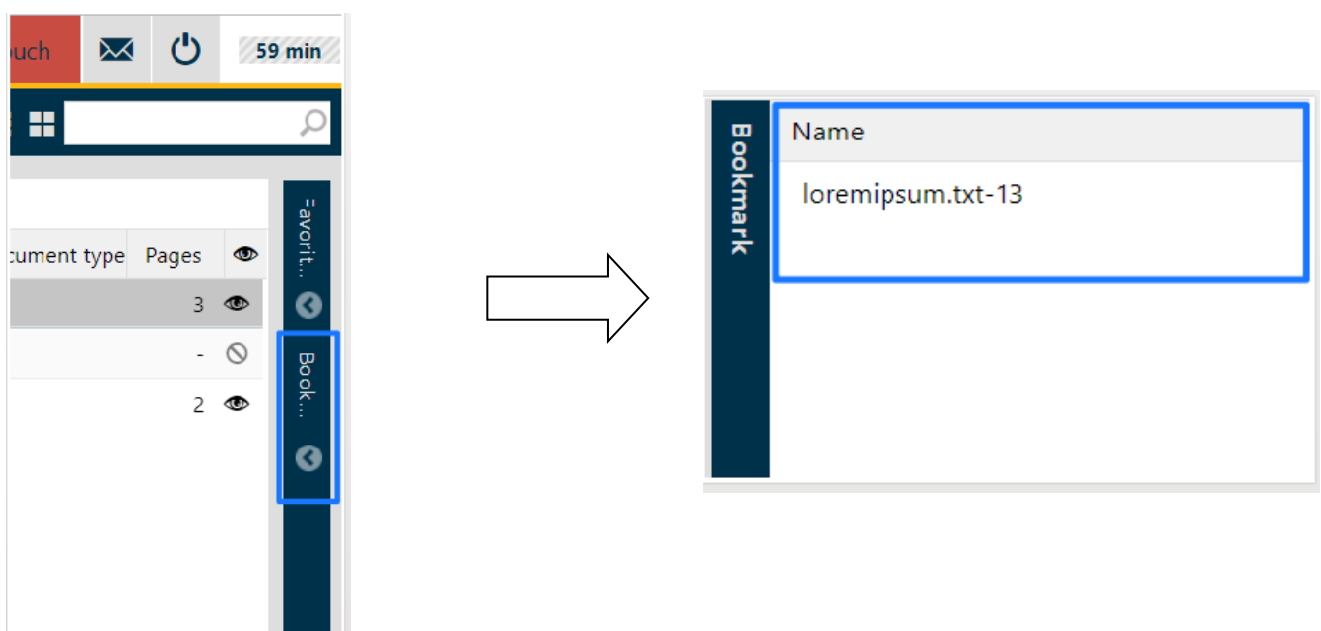 uch
59 min
cument type Pages
3
-
2
Favorit...
Book...
Bookmark
Name
loremipsum.txt-13